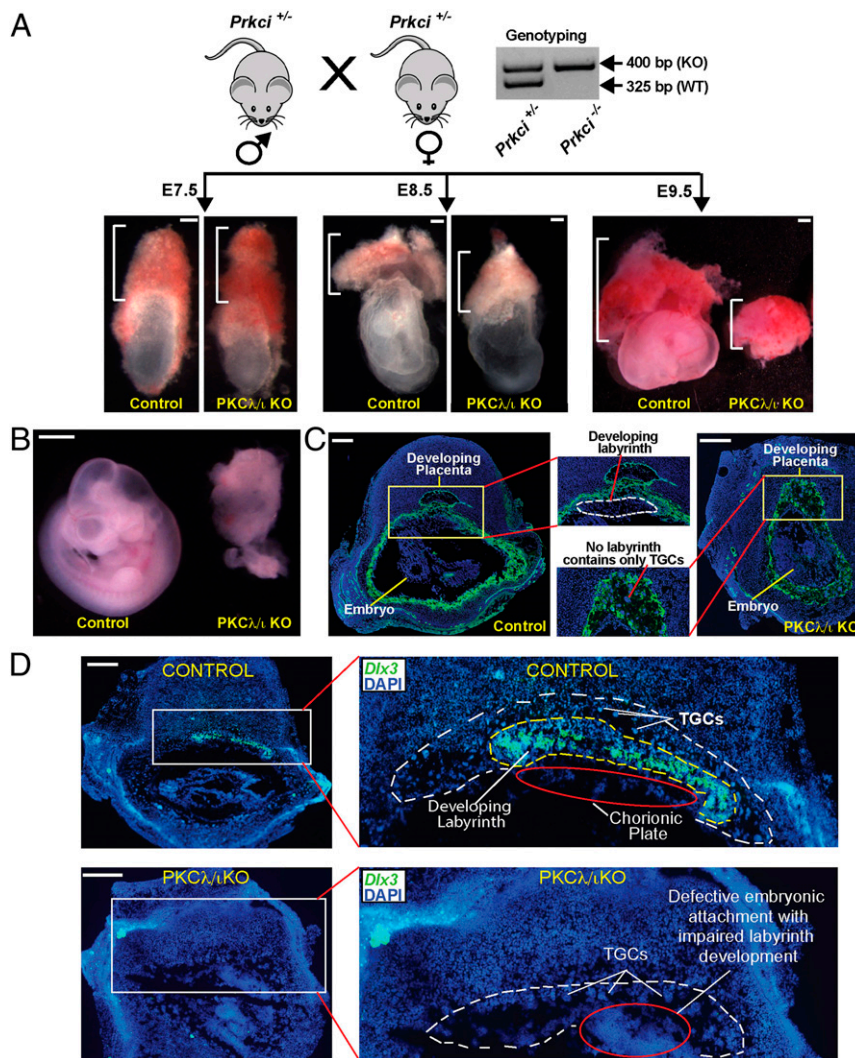 A
Prkci +/-
Prkci +/-
X
Genotyping
400 bp (KO)
325 bp (WT)
Prkci+/-
Prkci-/-
E7.5
E8.5
E9.5
Control
PKCλ/ι KO
Control
PKCλ/ι KO
Control
PKCλ/ι KO
B
Control
PKCλ/ι KO
C
Developing
Placenta
Embryo
Control
Developing
labyrinth
No labyrinth
contains only TGCs
Developing
Placenta
Embryo
PKCλ/ι KO
D
CONTROL
Dlx3
DAPI
CONTROL
TGCs
Developing
Labyrinth
Chorionic
Plate
PKCλ/ιKO
Dlx3
DAPI
PKCλ/ιKO
Defective embryonic
attachment with
impaired labyrinth
development
TGCs